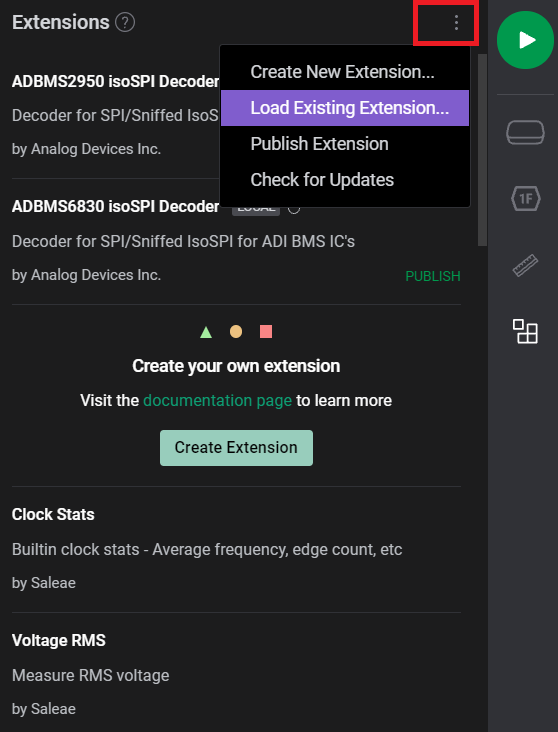 Extensions ?
Create New Extension...
ADBMS2950 isoSPI Decoder
Load Existing Extension...
Decoder for SPI/Sniffed IsoS
Publish Extension
by Analog Devices Inc.
Check for Updates
ADBMS6830 isoSPI Decoder LOCAL
1F
Decoder for SPI/Sniffed IsoSPI for ADI BMS IC's
by Analog Devices Inc. PUBLISH
Create your own extension
Visit the documentation page to learn more
Create Extension
Clock Stats
Builtin clock stats - Average frequency, edge count, etc
by Saleae
Voltage RMS
Measure RMS voltage
by Saleae